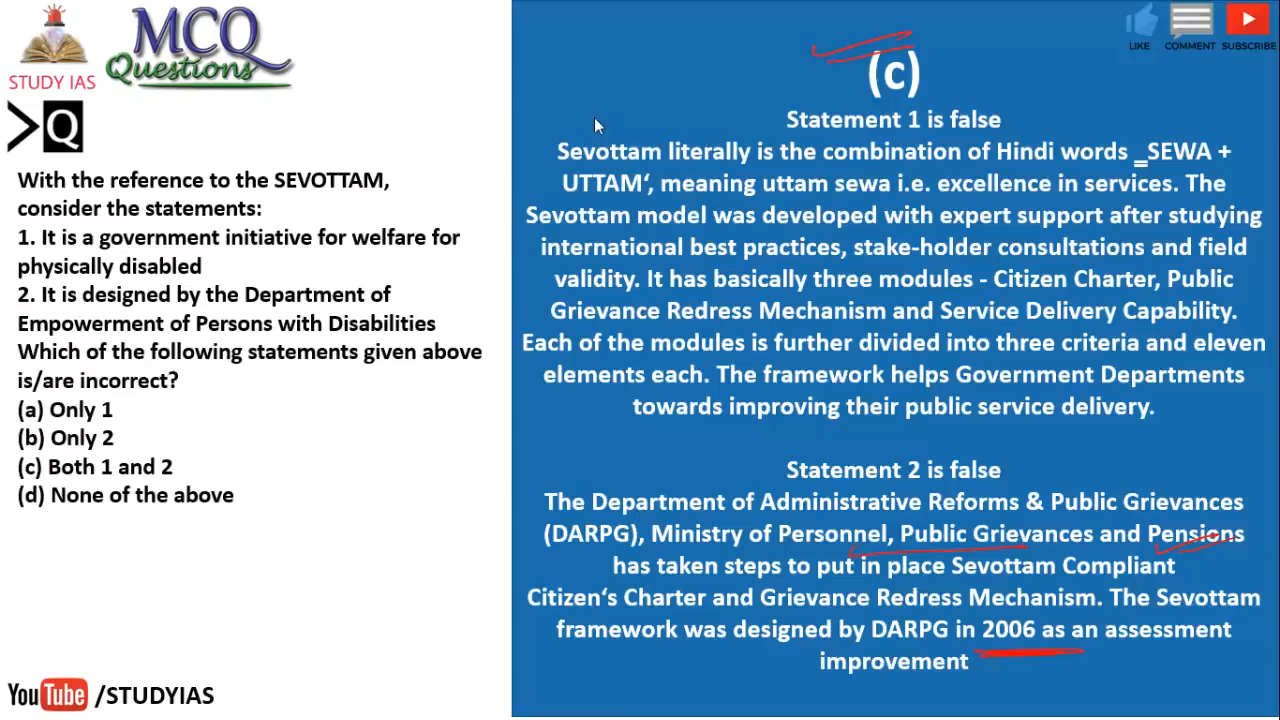 STUDY IAS
MCQ
Questions
>Q
With the reference to the SEVOTTAM,
consider the statements:
1. It is a government initiative for welfare for
physically disabled
2. It is designed by the Department of
Empowerment of Persons with Disabilities
Which of the following statements given above
is/are incorrect?
(a) Only 1
(b) Only 2
(c) Both 1 and 2
(d) None of the above
YouTube /STUDYIAS
LIKE COMMENT SUBSCRIBE
(c)
Statement 1 is false
Sevottam literally is the combination of Hindi words ‗SEWA +
UTTAM‘, meaning uttam sewa i.e. excellence in services. The
Sevottam model was developed with expert support after studying
international best practices, stake-holder consultations and field
validity. It has basically three modules - Citizen Charter, Public
Grievance Redress Mechanism and Service Delivery Capability.
Each of the modules is further divided into three criteria and eleven
elements each. The framework helps Government Departments
towards improving their public service delivery.
Statement 2 is false
The Department of Administrative Reforms & Public Grievances
(DARPG), Ministry of Personnel, Public Grievances and Pensions
has taken steps to put in place Sevottam Compliant
Citizen‘s Charter and Grievance Redress Mechanism. The Sevottam
framework was designed by DARPG in 2006 as an assessment
improvement